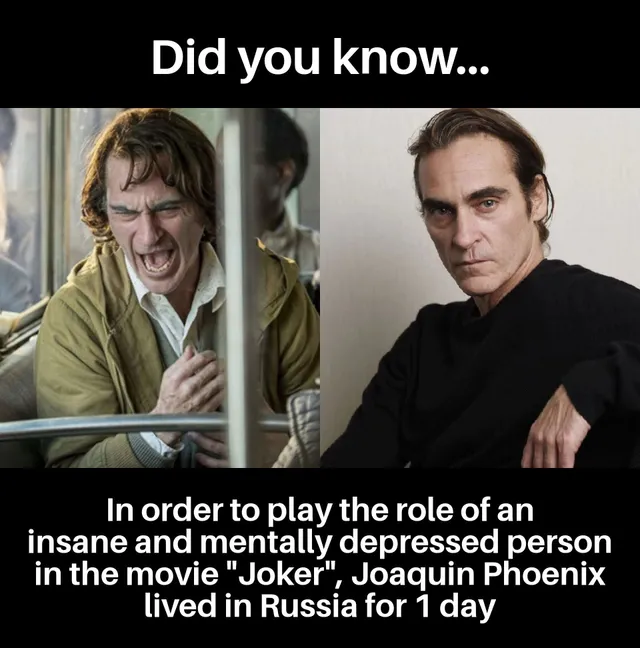 Did you know...
In order to play the role of an
insane and mentally depressed person
in the movie "Joker", Joaquin Phoenix
lived in Russia for 1 day